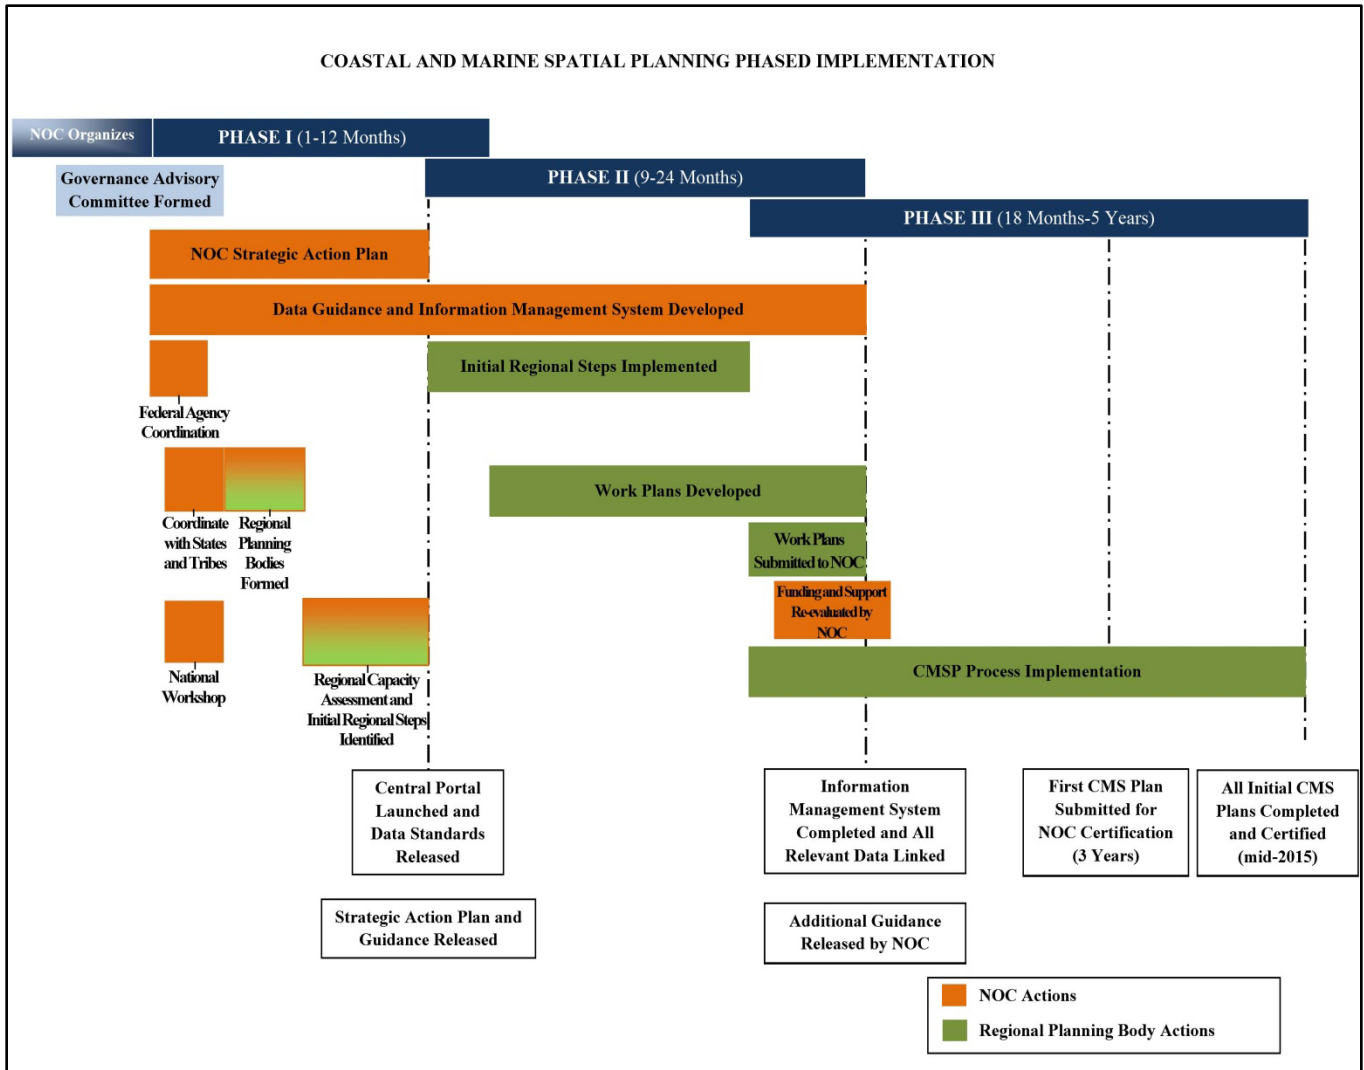 COASTAL AND MARINE SPATIAL PLANNING PHASED IMPLEMENTATION
NOC Organizes
PHASE I (1-12 Months)
Governance Advisory
Committee Formed
PHASE II (9-24 Months)
PHASE III (18 Months-5 Years)
NOC Strategic Action Plan
Data Guidance and Information Management System Developed
Initial Regional Steps Implemented
Federal Agency
Coordination
Coordinate
with States
and Tribes
Regional
Planning
Bodies
Formed
Work Plans Developed
Work Plans
Submitted to NOC
Funding and Support
Re-evaluated by
NOC
National
Workshop
Regional Capacity
Assessment and
Initial Regional Steps
Identified
CMSP Process Implementation
Central Portal
Launched and
Data Standards
Released
Information
Management System
Completed and All
Relevant Data Linked
First CMS Plan
Submitted for
NOC Certification
(3 Years)
All Initial CMS
Plans Completed
and Certified
(mid-2015)
Strategic Action Plan and
Guidance Released
Additional Guidance
Released by NOC
NOC Actions
Regional Planning Body Actions